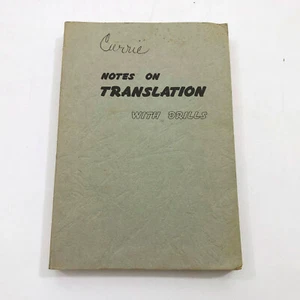 Currie
NOTES ON
TRANSLATION
WITH DRILLS